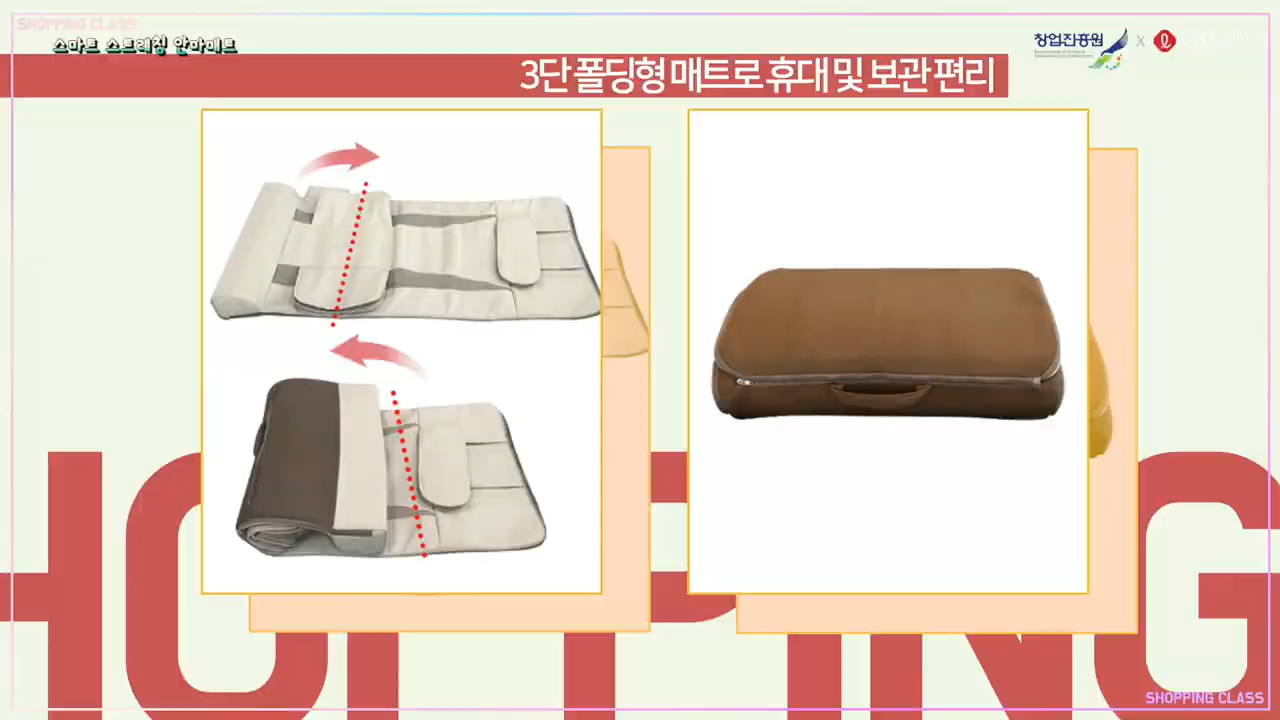 SHOPPING CLASS
스마트 스트레칭 안마매트
창업진흥원 X
3단 폴딩형 매트로 휴대 및 보관 편리
HOPPING
SHOPPING CLASS